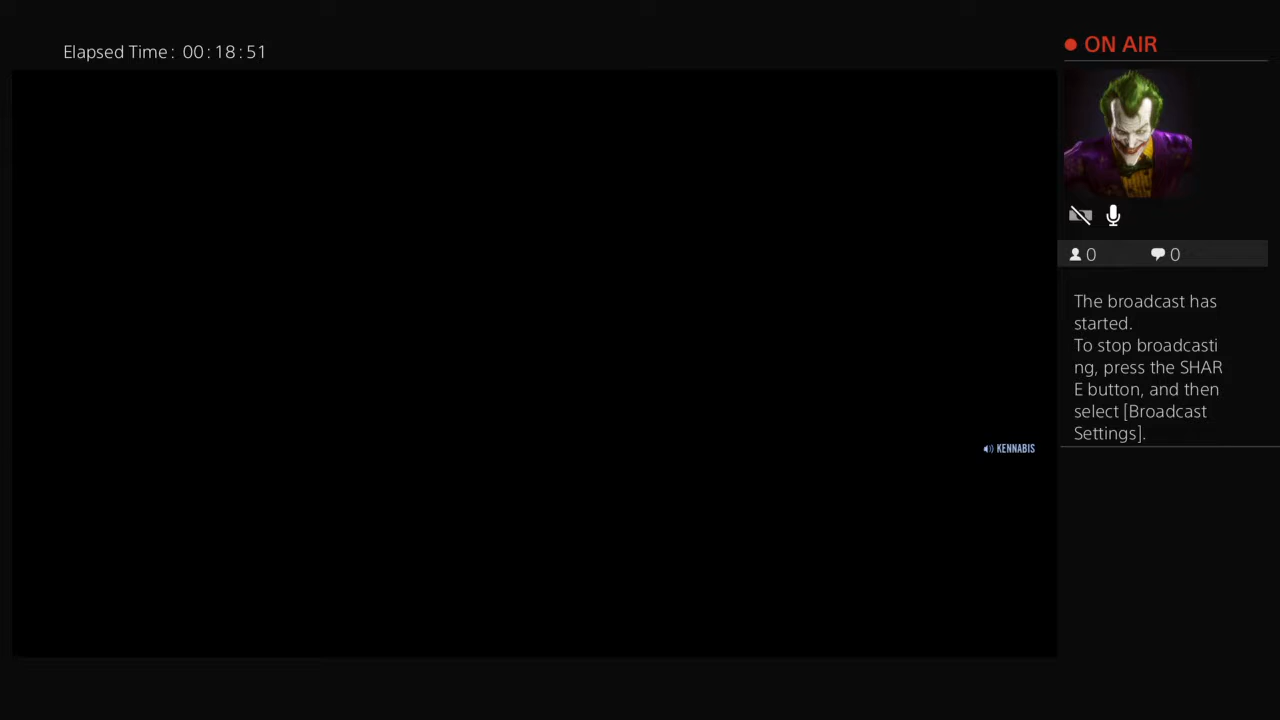 Elapsed Time: 00:18:51
ON AIR
0 0
The broadcast has
started.
To stop broadcasti
ng, press the SHAR
E button, and then
select [Broadcast
Settings].
KENNABIS